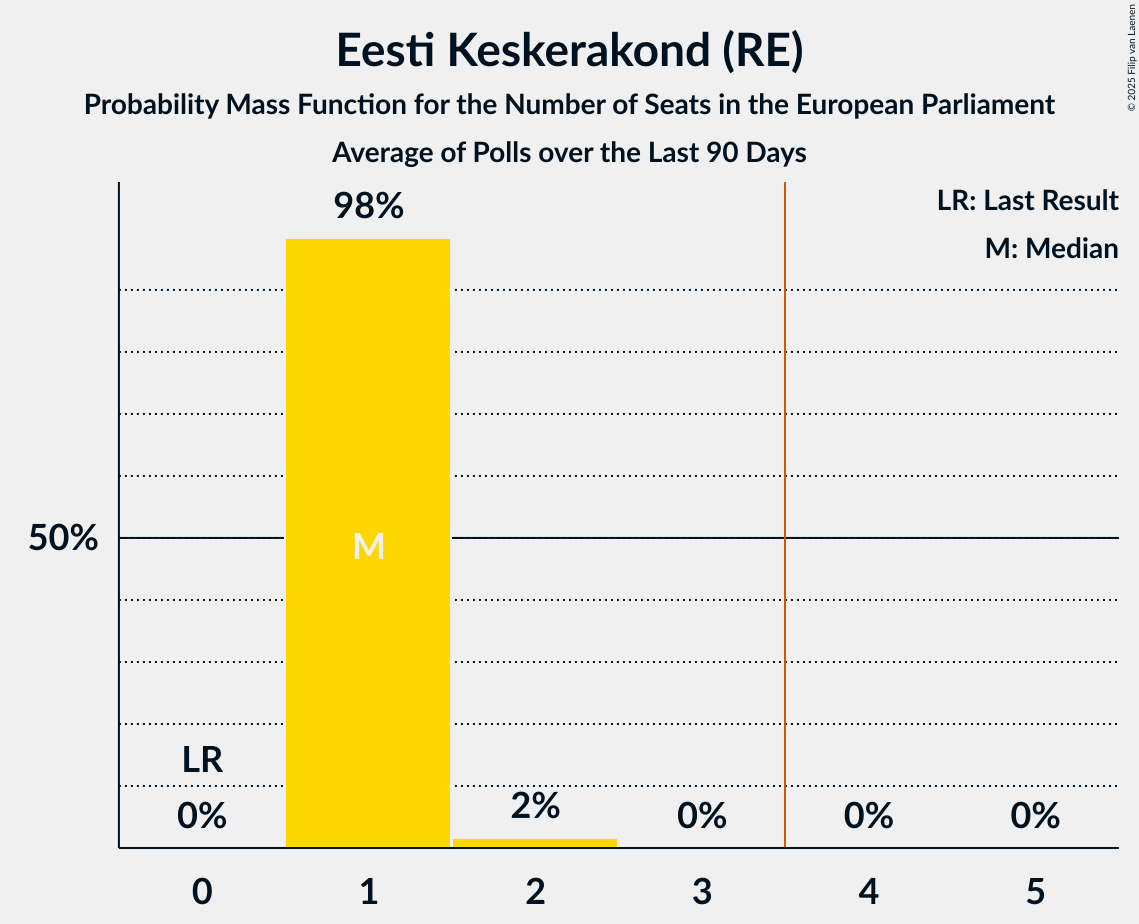 Eesti Keskerakond (RE)
Probability Mass Function for the Number of Seats in the European Parliament
Average of Polls over the Last 90 Days
© 2025 Filip van Laenen
98%
LR: Last Result
M: Median
50%
M
LR
0%
2%
0%
0%
0%
0
1
2
3
4
5